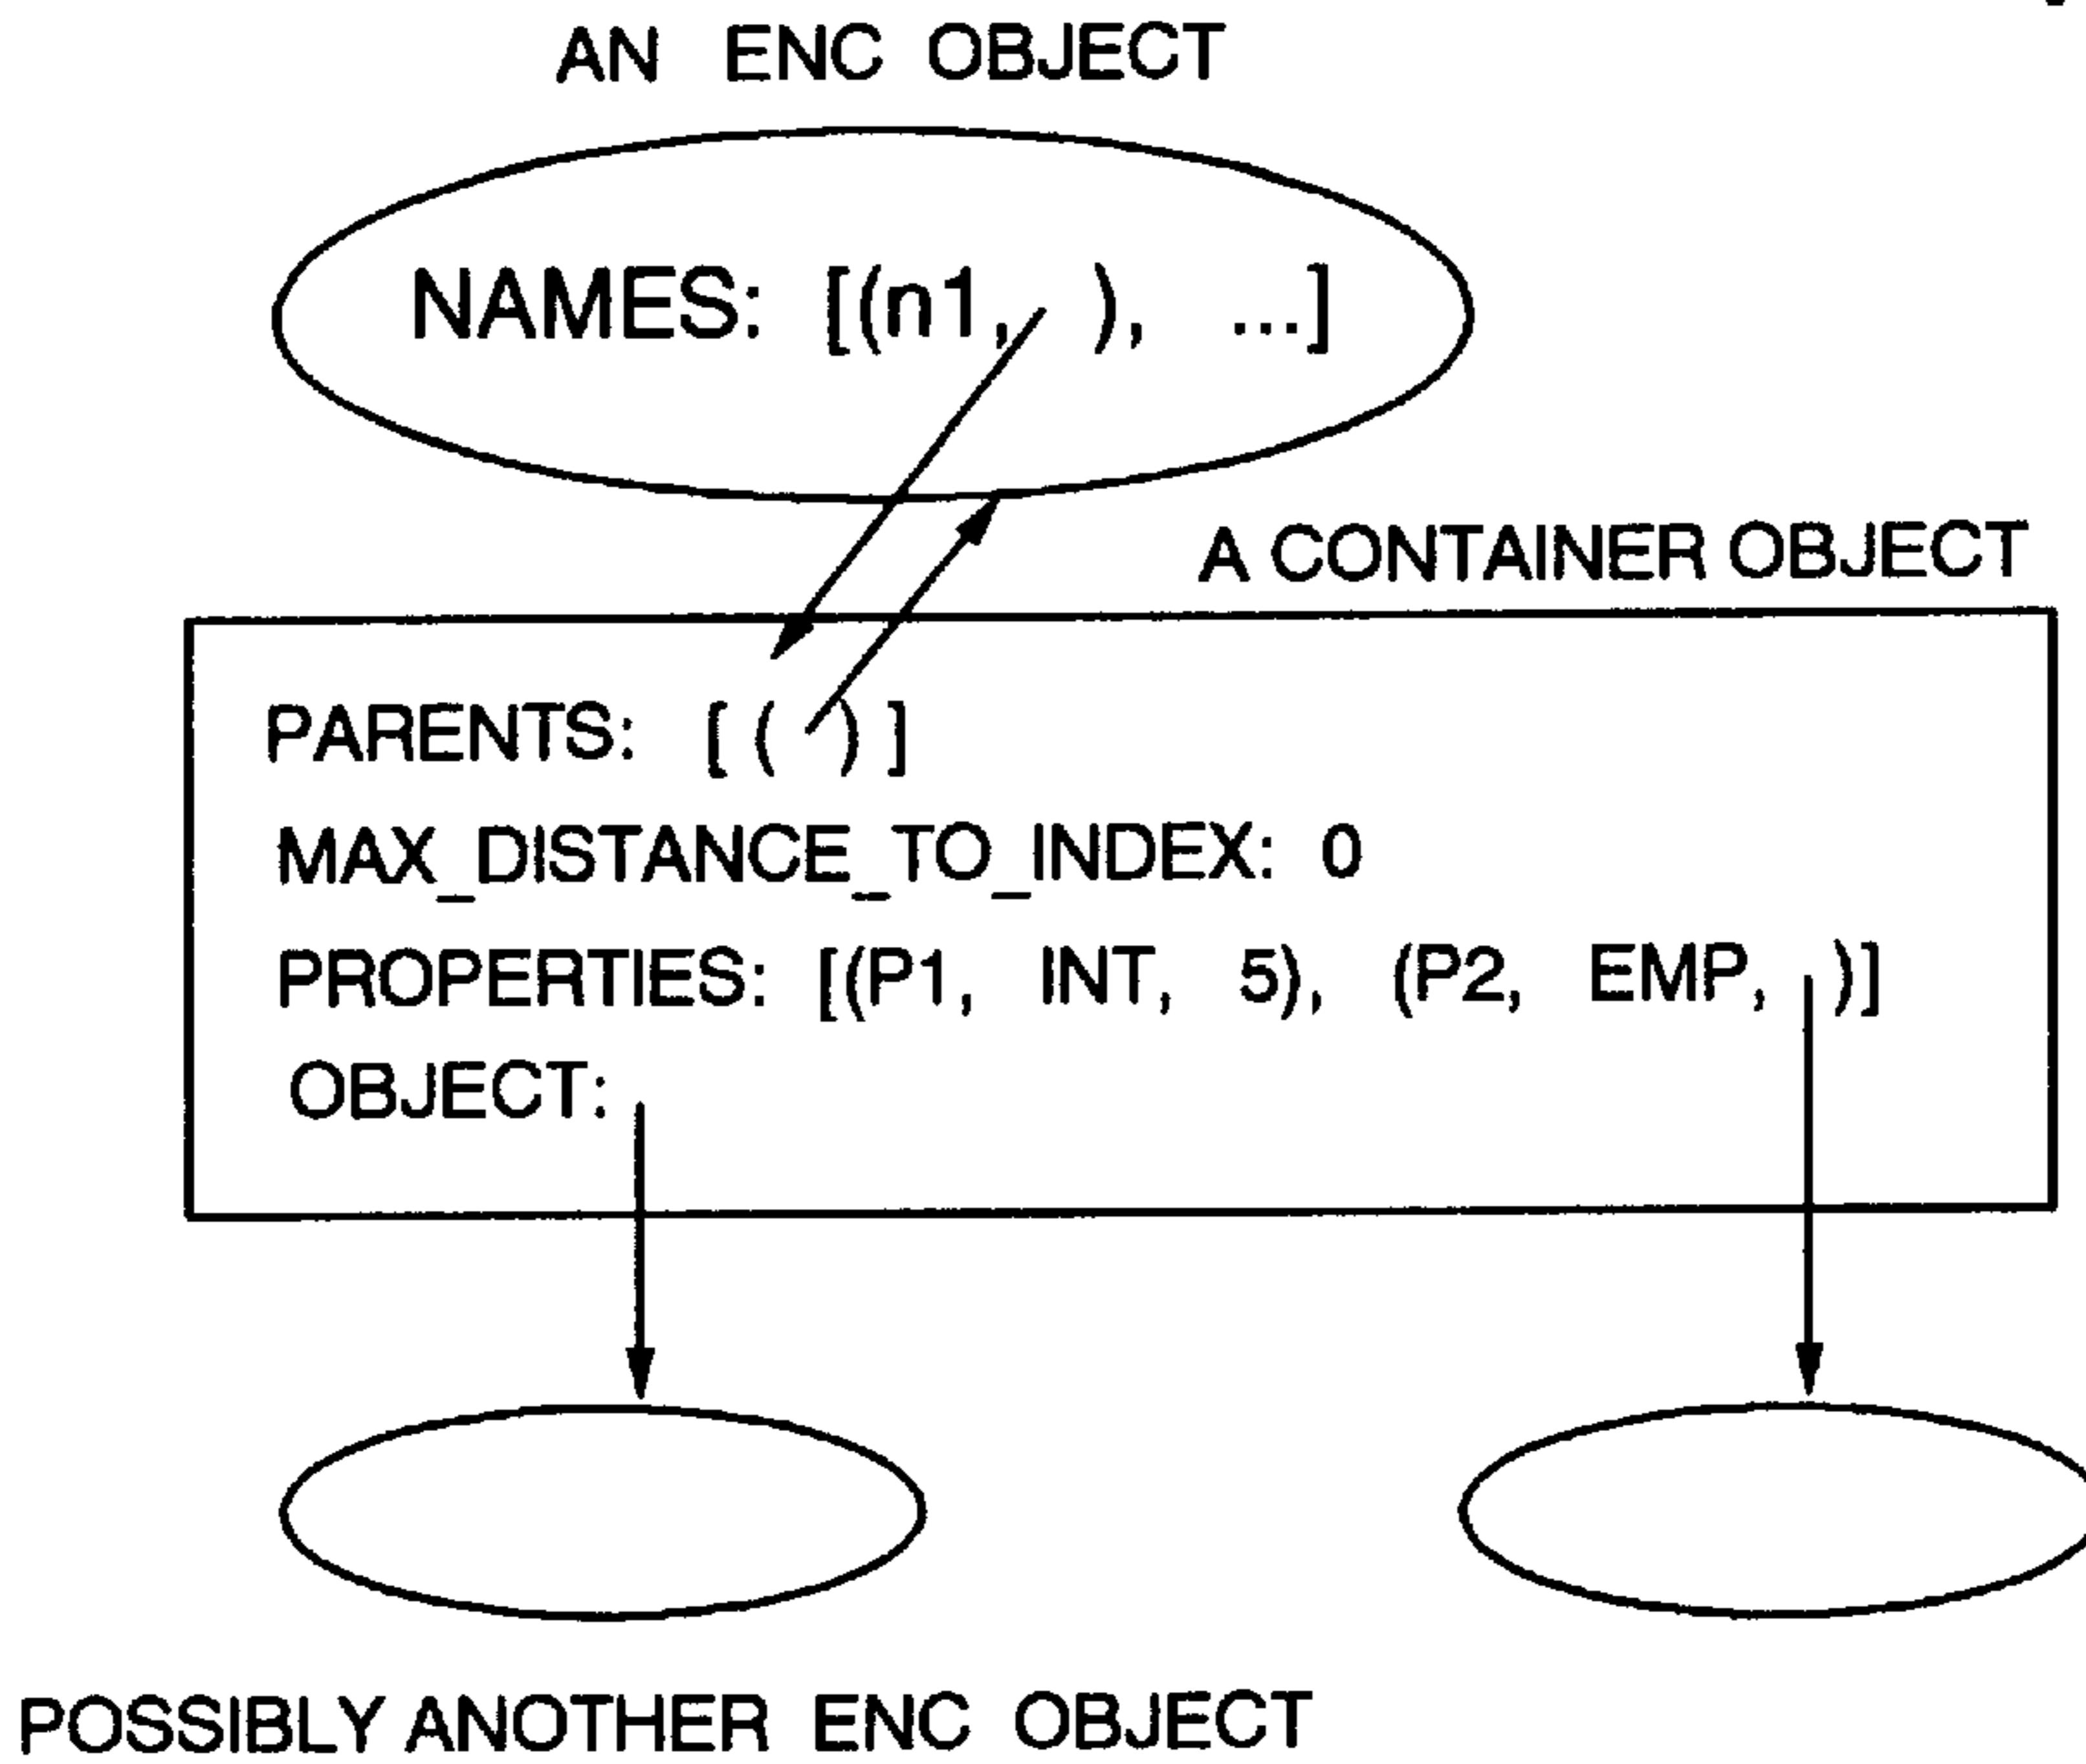 AN ENC OBJECT
NAMES: [(n1, ), ...]
A CONTAINER OBJECT
PARENTS: [ ( ) ]
MAX_DISTANCE_TO_INDEX: 0
PROPERTIES: [(P1, INT, 5), (P2, EMP, )]
OBJECT:
POSSIBLY ANOTHER ENC OBJECT